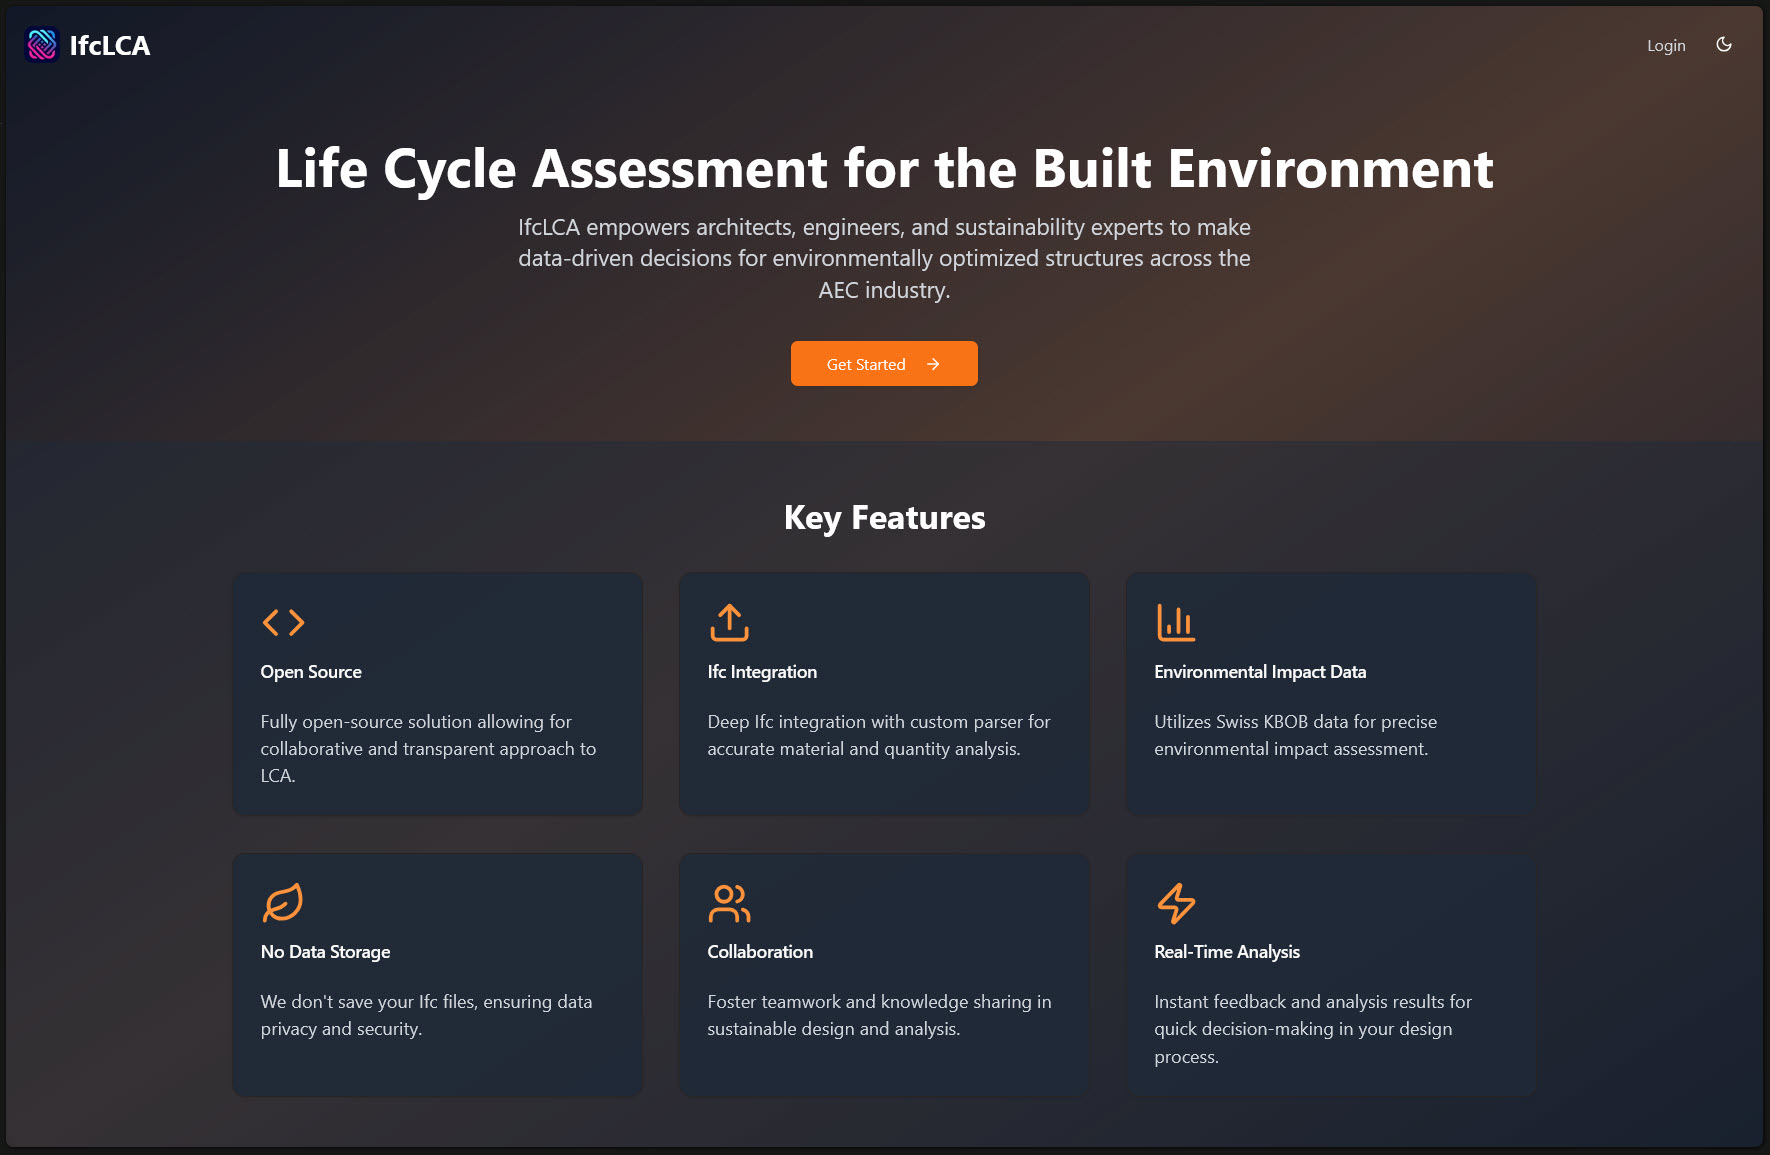 IfcLCA
Login
Life Cycle Assessment for the Built Environment
IfcLCA empowers architects, engineers, and sustainability experts to make
data-driven decisions for environmentally optimized structures across the
AEC industry.
Get Started
Key Features
Open Source
Fully open-source solution allowing for
collaborative and transparent approach to
LCA.
Ifc Integration
Deep Ifc integration with custom parser for
accurate material and quantity analysis.
Environmental Impact Data
Utilizes Swiss KBOB data for precise
environmental impact assessment.
No Data Storage
We don't save your Ifc files, ensuring data
privacy and security.
Collaboration
Foster teamwork and knowledge sharing in
sustainable design and analysis.
Real-Time Analysis
Instant feedback and analysis results for
quick decision-making in your design
process.